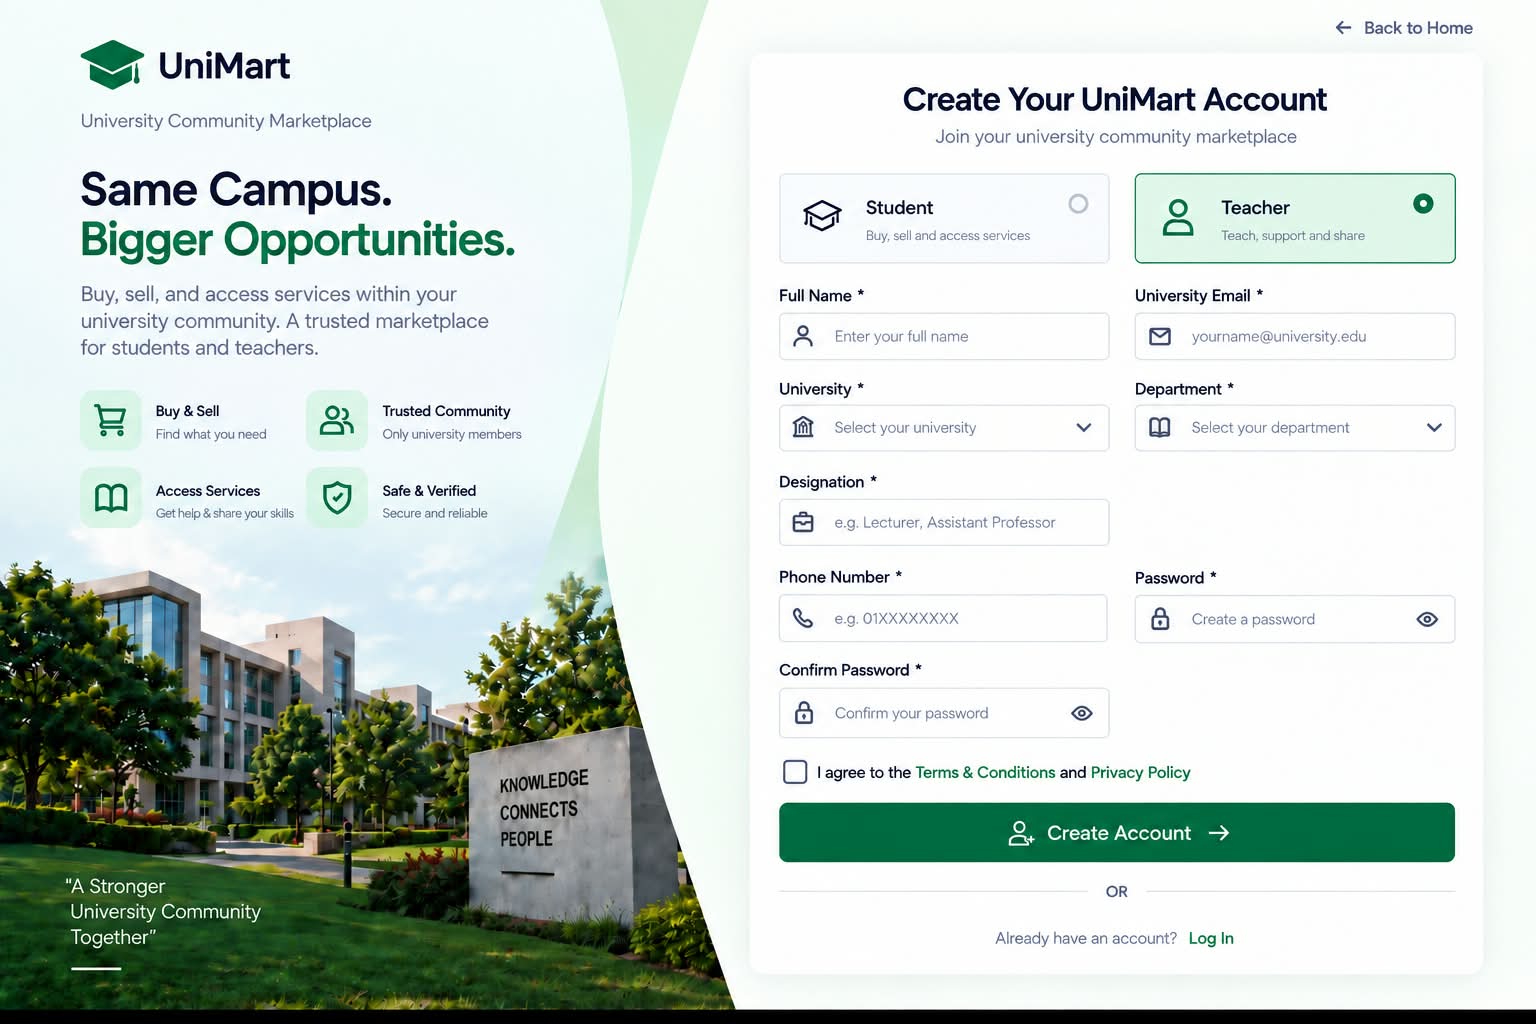 UniMart
University Community Marketplace
Same Campus.
Bigger Opportunities.
Buy, sell, and access services within your
university community. A trusted marketplace
for students and teachers.
Buy & Sell
Find what you need
Trusted Community
Only university members
Access Services
Get help & share your skills
Safe & Verified
Secure and reliable
KNOWLEDGE
CONNECTS
PEOPLE
"A Stronger
University Community
Together"
Back to Home
Create Your UniMart Account
Join your university community marketplace
Student
Buy, sell and access services
Teacher
Teach, support and share
Full Name *
Enter your full name
University Email *
yourname@university.edu
University *
Select your university
Department *
Select your department
Designation *
e.g. Lecturer, Assistant Professor
Phone Number *
e.g. 01XXXXXXXX
Password *
Create a password
Confirm Password *
Confirm your password
I agree to the Terms & Conditions and Privacy Policy
Create Account
OR
Already have an account? Log In